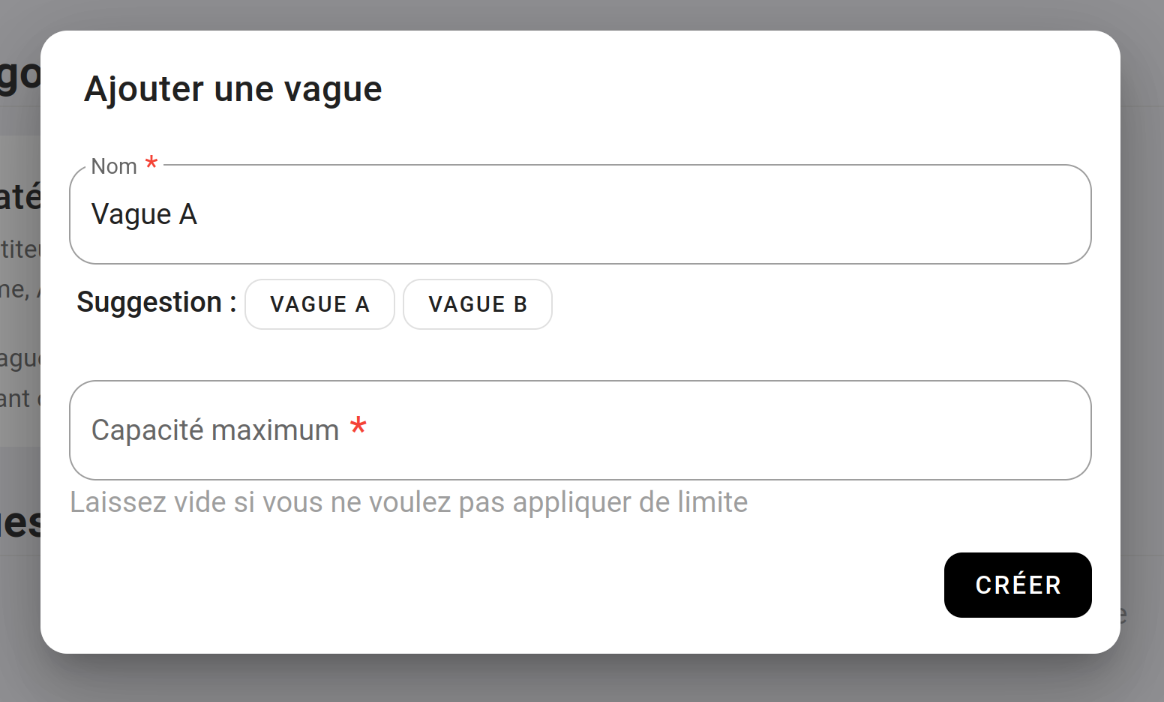 Ajouter une vague
Nom *
Vague A
Suggestion : VAGUE A VAGUE B
Capacité maximum *
Laissez vide si vous ne voulez pas appliquer de limite
CRÉER